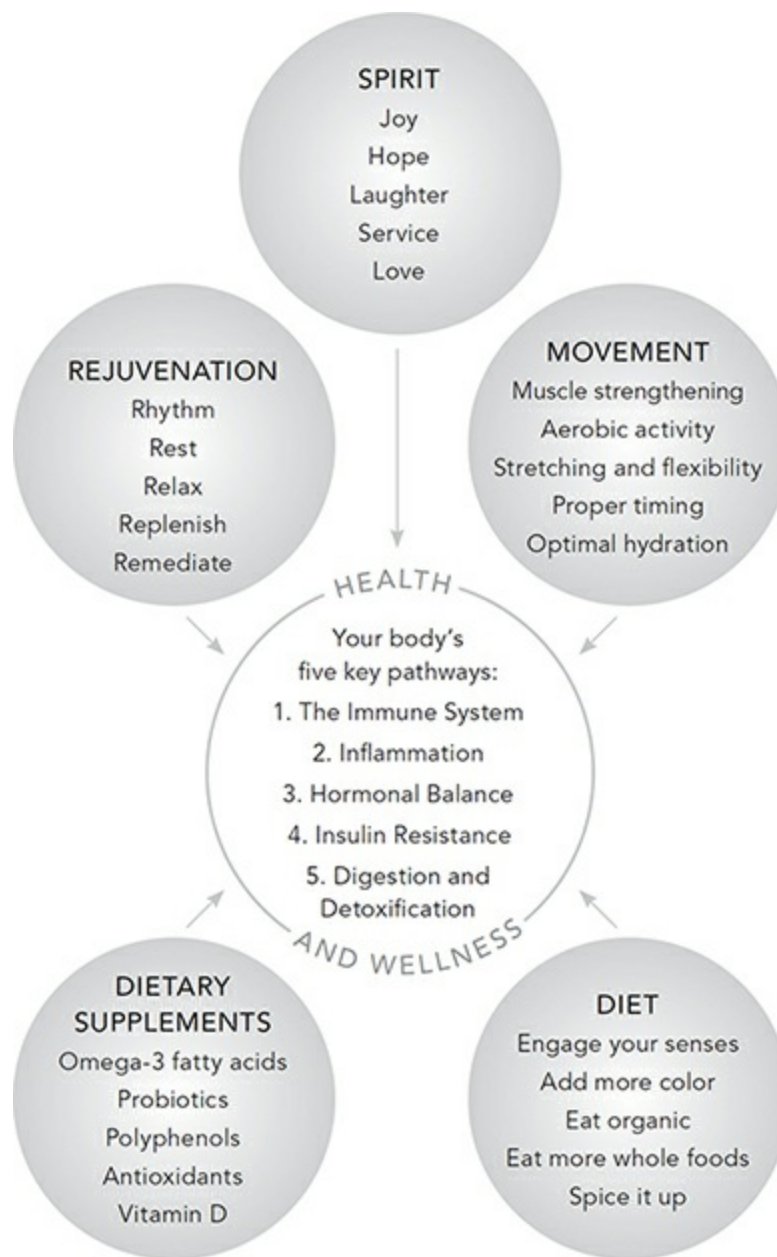 SPIRIT
Joy
Hope
Laughter
Service
Love
REJUVENATION
Rhythm
Rest
Relax
Replenish
Remediate
MOVEMENT
Muscle strengthening
Aerobic activity
Stretching and flexibility
Proper timing
Optimal hydration
HEALTH
Your body's
five key pathways:
1. The Immune System
2. Inflammation
3. Hormonal Balance
4. Insulin Resistance
5. Digestion and
Detoxification
AND WELLNESS
DIETARY
SUPPLEMENTS
Omega-3 fatty acids
Probiotics
Polyphenols
Antioxidants
Vitamin D
DIET
Engage your senses
Add more color
Eat organic
Eat more whole foods
Spice it up